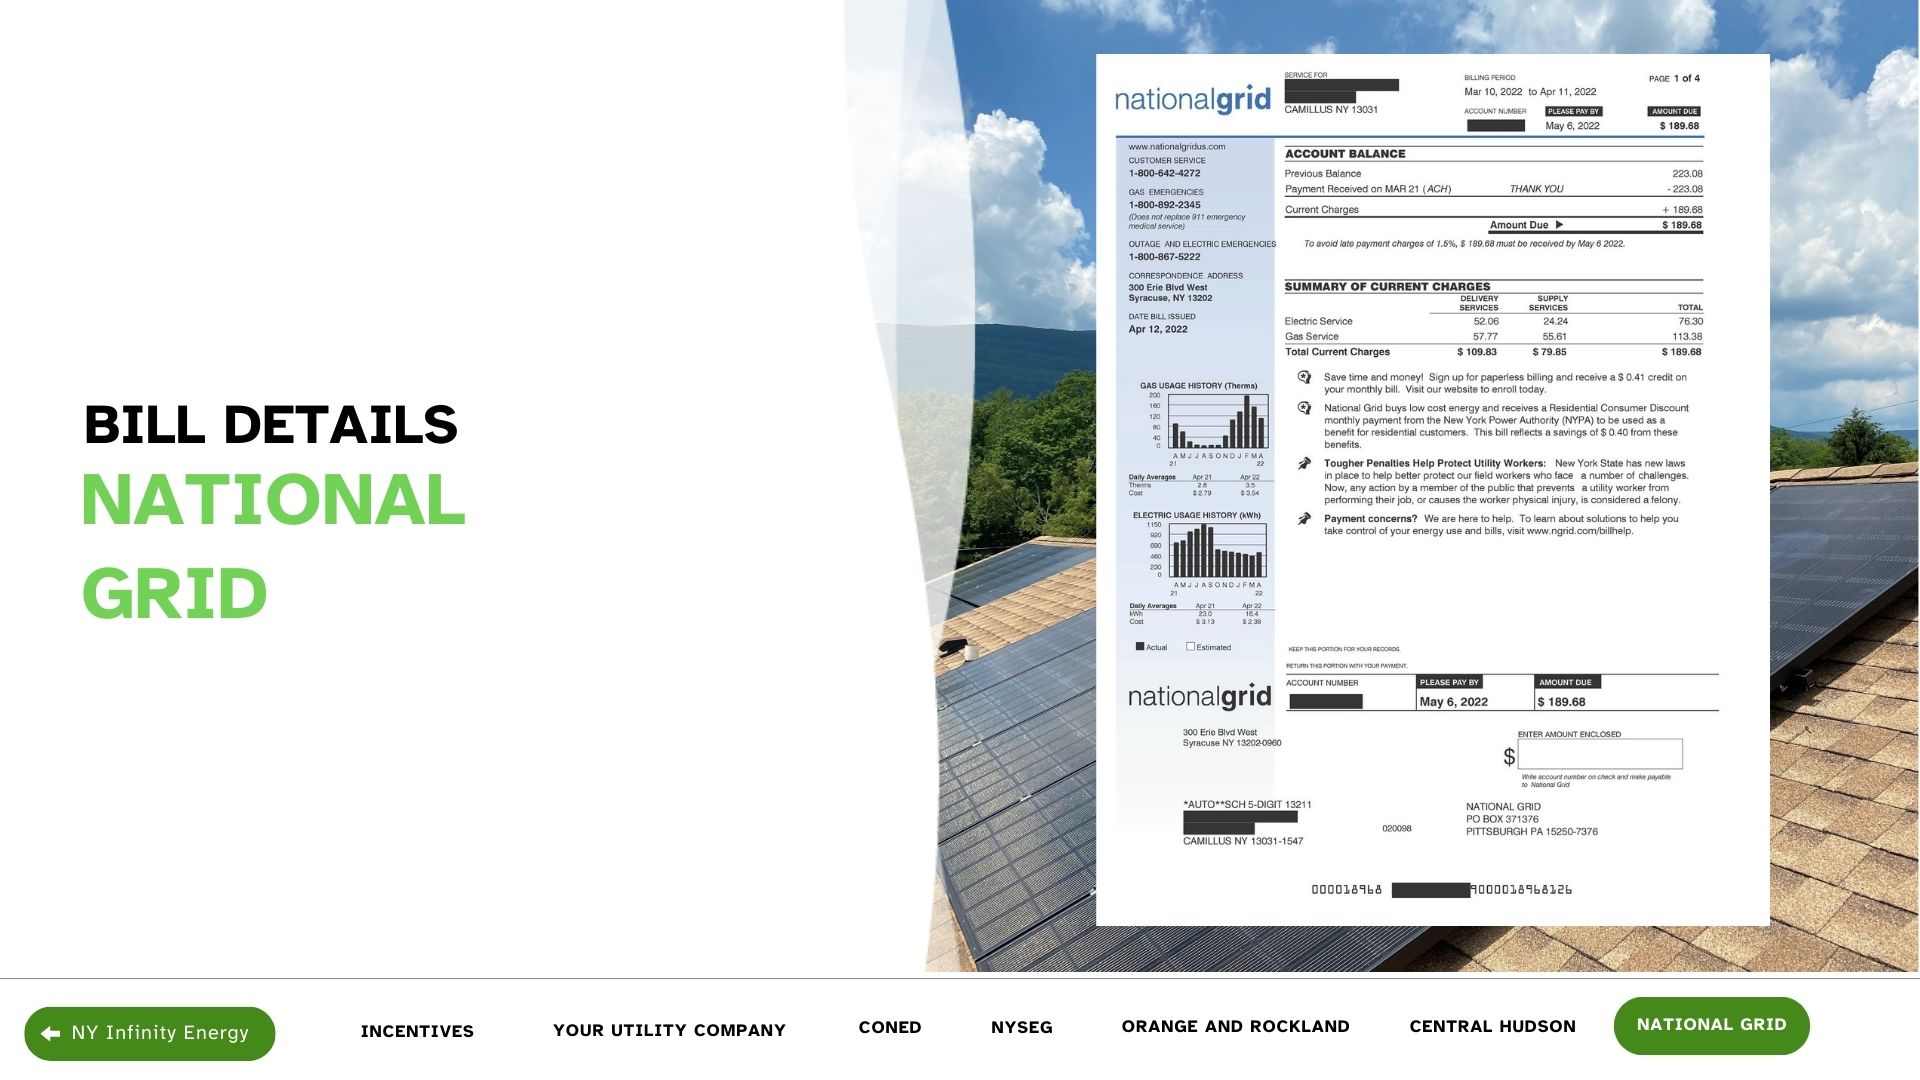 BILL DETAILS
NATIONAL
GRID
nationalgrid
SERVICE FOR
CAMILLUS NY 13031
BILLING PERIOD
Mar 10, 2022 to Apr 11, 2022
PAGE 1 of 4
ACCOUNT NUMBER
PLEASE PAY BY
May 6, 2022
AMOUNT DUE
$ 189.68
www.nationalgridus.com
CUSTOMER SERVICE
1-800-642-4272
GAS EMERGENCIES
1-800-892-2345
(Does not replace 911 emergency
medical service)
OUTAGE AND ELECTRIC EMERGENCIES
1-800-867-5222
CORRESPONDENCE ADDRESS
300 Erie Blvd West
Syracuse, NY 13202
DATE BILL ISSUED
Apr 12, 2022
GAS USAGE HISTORY (Therms)
200
160
120
80
40
0
A M J J A S O N D J F M A
21 22
Daily Averages Apr 21 Apr 22
Therms 2.8 3.5
Cost $ 2.79 $ 3.54
ELECTRIC USAGE HISTORY (kWh)
1150
920
690
460
230
0
A M J J A S O N D J F M A
21 22
Daily Averages Apr 21 Apr 22
kWh 23.0 16.4
Cost $ 3.13 $ 2.38
Actual Estimated
ACCOUNT BALANCE
Previous Balance 223.08
Payment Received on MAR 21 (ACH) THANK YOU - 223.08
Current Charges + 189.68
Amount Due ▶ $ 189.68
To avoid late payment charges of 1.5%, $ 189.68 must be received by May 6 2022.
SUMMARY OF CURRENT CHARGES
DELIVERY SUPPLY
SERVICES SERVICES TOTAL
Electric Service 52.06 24.24 76.30
Gas Service 57.77 55.61 113.38
Total Current Charges $ 109.83 $ 79.85 $ 189.68
Save time and money! Sign up for paperless billing and receive a $ 0.41 credit on
your monthly bill. Visit our website to enroll today.
National Grid buys low cost energy and receives a Residential Consumer Discount
monthly payment from the New York Power Authority (NYPA) to be used as a
benefit for residential customers. This bill reflects a savings of $ 0.40 from these
benefits.
Tougher Penalties Help Protect Utility Workers: New York State has new laws
in place to help better protect our field workers who face a number of challenges.
Now, any action by a member of the public that prevents a utility worker from
performing their job, or causes the worker physical injury, is considered a felony.
Payment concerns? We are here to help. To learn about solutions to help you
take control of your energy use and bills, visit www.ngrid.com/billhelp.
KEEP THIS PORTION FOR YOUR RECORDS.
RETURN THIS PORTION WITH YOUR PAYMENT.
nationalgrid
ACCOUNT NUMBER
PLEASE PAY BY
May 6, 2022
AMOUNT DUE
$ 189.68
300 Erie Blvd West
Syracuse NY 13202-0960
ENTER AMOUNT ENCLOSED
$
Write account number on check and make payable
to National Grid
*AUTO**SCH 5-DIGIT 13211
CAMILLUS NY 13031-1547
020098
NATIONAL GRID
PO BOX 371376
PITTSBURGH PA 15250-7376
000018968 9000018968126
NY Infinity Energy
INCENTIVES
YOUR UTILITY COMPANY
CONED
NYSEG
ORANGE AND ROCKLAND
CENTRAL HUDSON
NATIONAL GRID